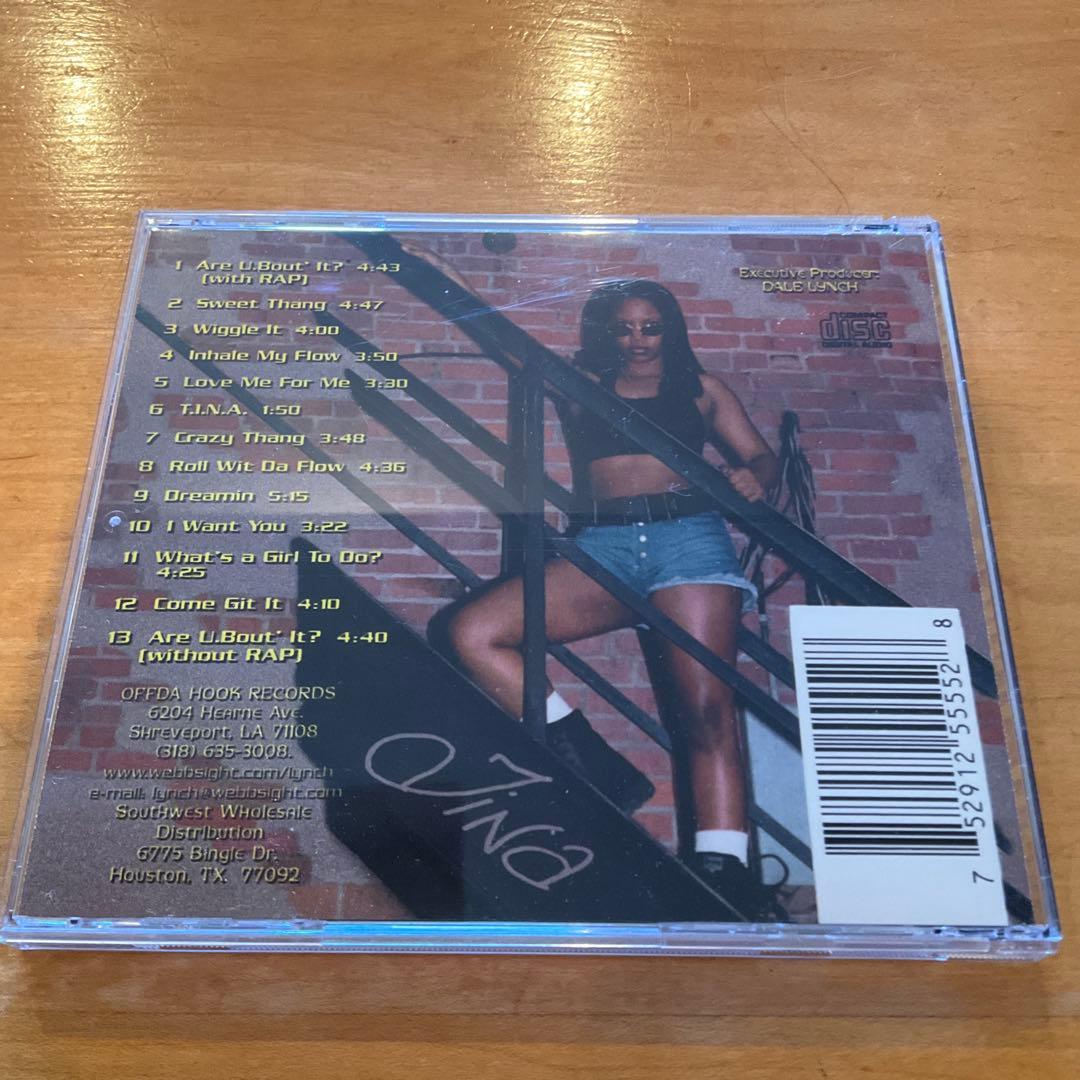 1 Are U.Bout' It? 4:43
(with RAP)
2 Sweet Thang 4:47
3 Wiggle It 4:00
4 Inhale My Flow 3:50
5 Love Me For Me 3:30
6 T.I.N.A. 1:50
7 Crazy Thang 3:48
8 Roll Wit Da Flow 4:36
9 Dreamin 5:15
10 I Want You 3:22
11 What's a Girl To Do?
4:25
12 Come Git It 4:10
13 Are U.Bout' It? 4:40
(without RAP)
OFFDA HOOK RECORDS
6204 Hearne Ave.
Shreveport, LA 71108
(318) 635-3008.
www.webbsight.com/lynch
e-mail: lynch@webbsight.com
Southwest Wholesale
Distribution
6775 Bingle Dr.
Houston, TX. 77092
Tina
Executive Producer:
DALE LYNCH
COMPACT
disc
DIGITAL AUDIO
7 52912 55552 8